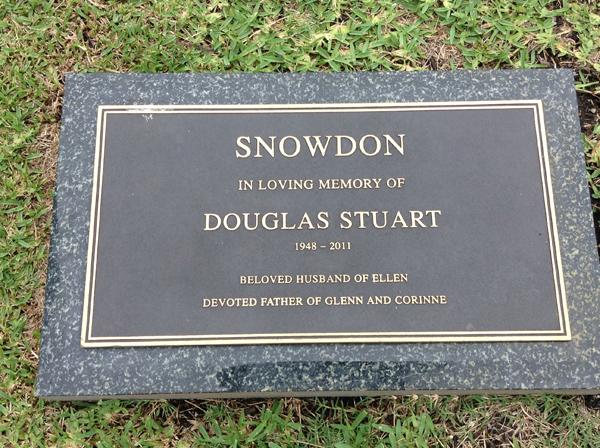 SNOWDON
IN LOVING MEMORY OF
DOUGLAS STUART
1948 – 2011
BELOVED HUSBAND OF ELLEN
DEVOTED FATHER OF GLENN AND CORINNE